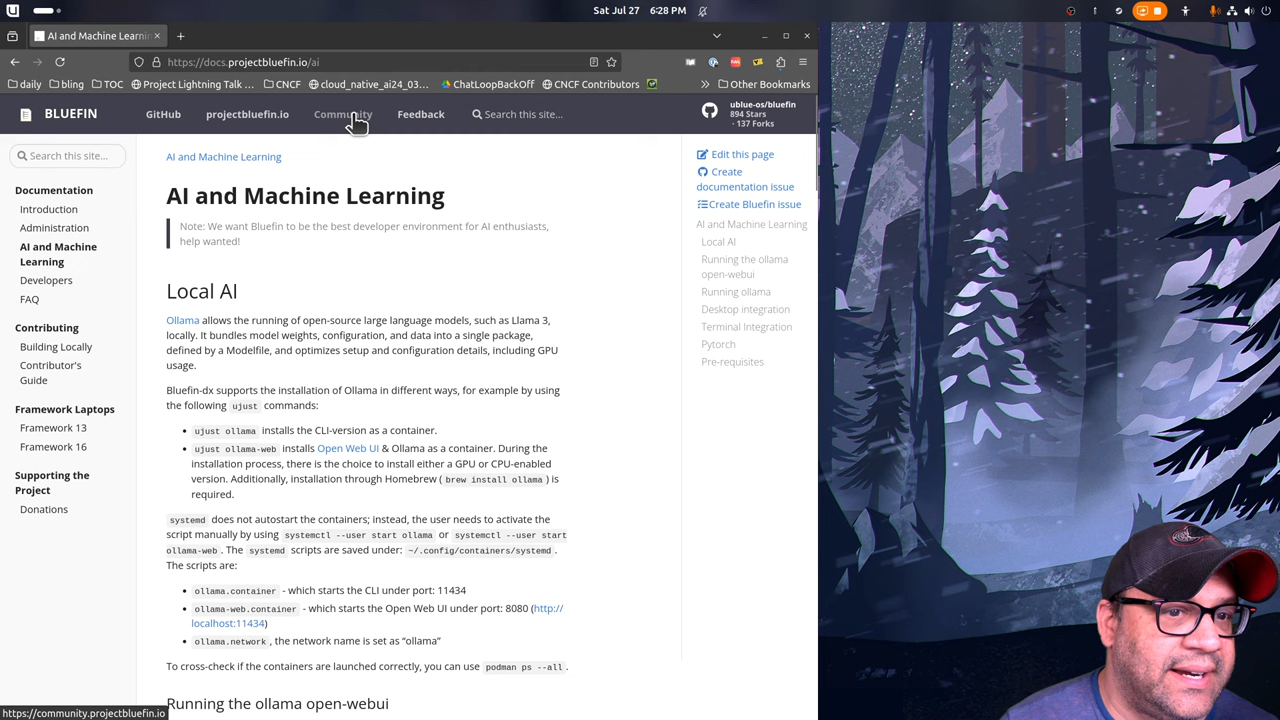 Sat Jul 27 6:28 PM
AI and Machine Learnin
https://docs.projectbluefin.io/ai
daily
bling
TOC
Project Lightning Talk ...
CNCF
cloud_native_ai24_03...
ChatLoopBackOff
CNCF Contributors
Other Bookmarks
BLUEFIN
GitHub
projectbluefin.io
Community
Feedback
Search this site...
ublue-os/bluefin
894 Stars
· 137 Forks
Search this site...
Documentation
Introduction
Administration
AI and Machine
Learning
Developers
FAQ
Contributing
Building Locally
Contributor's
Guide
Framework Laptops
Framework 13
Framework 16
Supporting the
Project
Donations
AI and Machine Learning
AI and Machine Learning
Note: We want Bluefin to be the best developer environment for AI enthusiasts,
help wanted!
Local AI
Ollama allows the running of open-source large language models, such as Llama 3,
locally. It bundles model weights, configuration, and data into a single package,
defined by a Modelfile, and optimizes setup and configuration details, including GPU
usage.
Bluefin-dx supports the installation of Ollama in different ways, for example by using
the following ujust commands:
• ujust ollama installs the CLI-version as a container.
• ujust ollama-web installs Open Web UI & Ollama as a container. During the
installation process, there is the choice to install either a GPU or CPU-enabled
version. Additionally, installation through Homebrew ( brew install ollama ) is
required.
systemd does not autostart the containers; instead, the user needs to activate the
script manually by using systemctl --user start ollama or systemctl --user start
ollama-web . The systemd scripts are saved under: ~/.config/containers/systemd .
The scripts are:
• ollama.container - which starts the CLI under port: 11434
• ollama-web.container - which starts the Open Web UI under port: 8080 (http://
localhost:11434)
• ollama.network , the network name is set as “ollama”
To cross-check if the containers are launched correctly, you can use podman ps --all .
Running the ollama open-webui
Edit this page
Create
documentation issue
Create Bluefin issue
AI and Machine Learning
Local AI
Running the ollama
open-webui
Running ollama
Desktop integration
Terminal Integration
Pytorch
Pre-requisites
https://community.projectbluefin.io